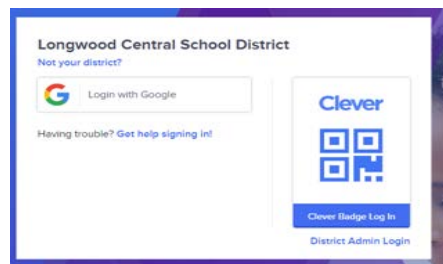 Longwood Central School District
Not your district?
Login with Google
Having trouble? Get help signing in!
Clever
Clever Badge Log In
District Admin Login